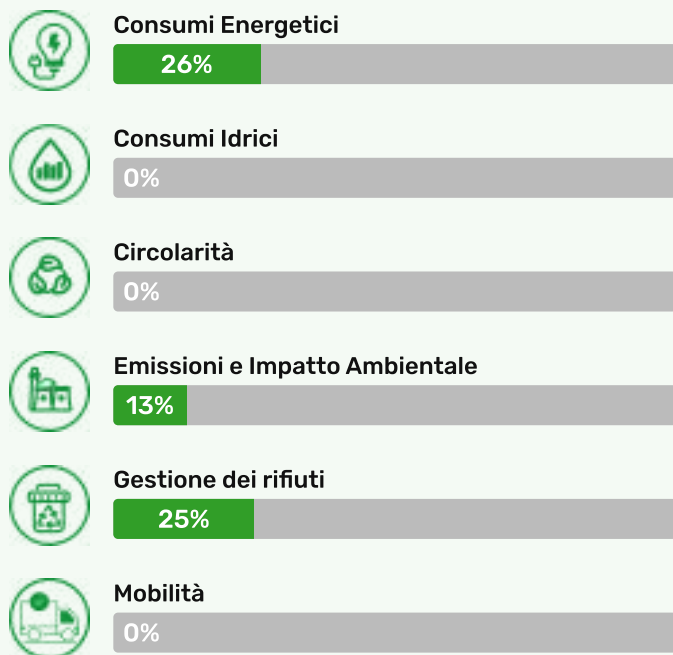 Consumi Energetici
26%
Consumi Idrici
0%
Circolarità
0%
Emissioni e Impatto Ambientale
13%
Gestione dei rifiuti
25%
Mobilità
0%